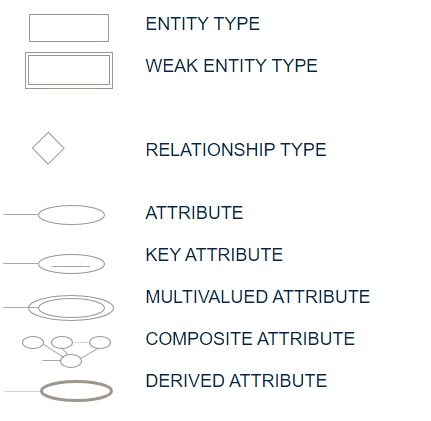 ENTITY TYPE
WEAK ENTITY TYPE
RELATIONSHIP TYPE
ATTRIBUTE
KEY ATTRIBUTE
MULTIVALUED ATTRIBUTE
COMPOSITE ATTRIBUTE
DERIVED ATTRIBUTE